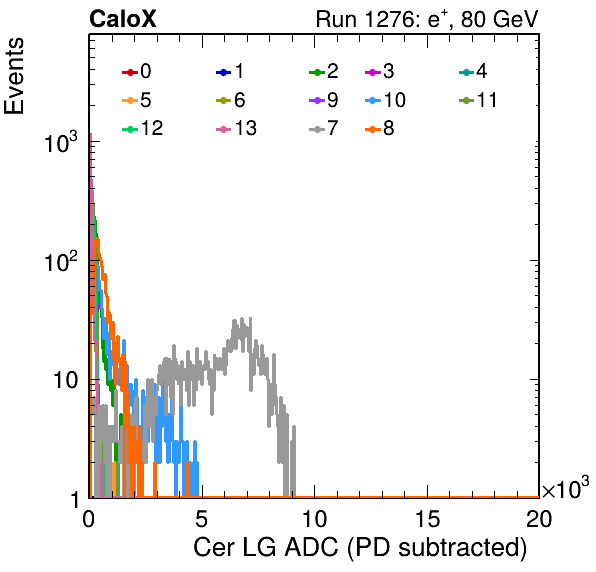 CaloX Run 1276: e⁺, 80 GeV
Events
0 1 2 3 4
5 6 9 10 11
12 13 7 8
10³
10²
10
1
0 5 10 15 20 ×10³
Cer LG ADC (PD subtracted)